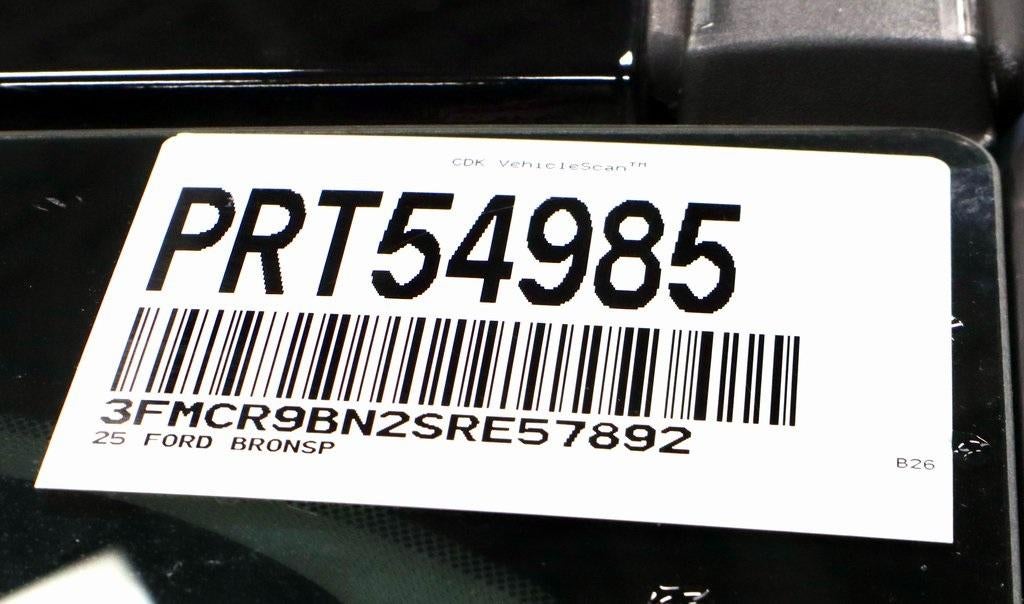 CDK VehicleScan™
PRT54985
3FMCR9BN2SRE57892
25 FORD BRONSP
B26